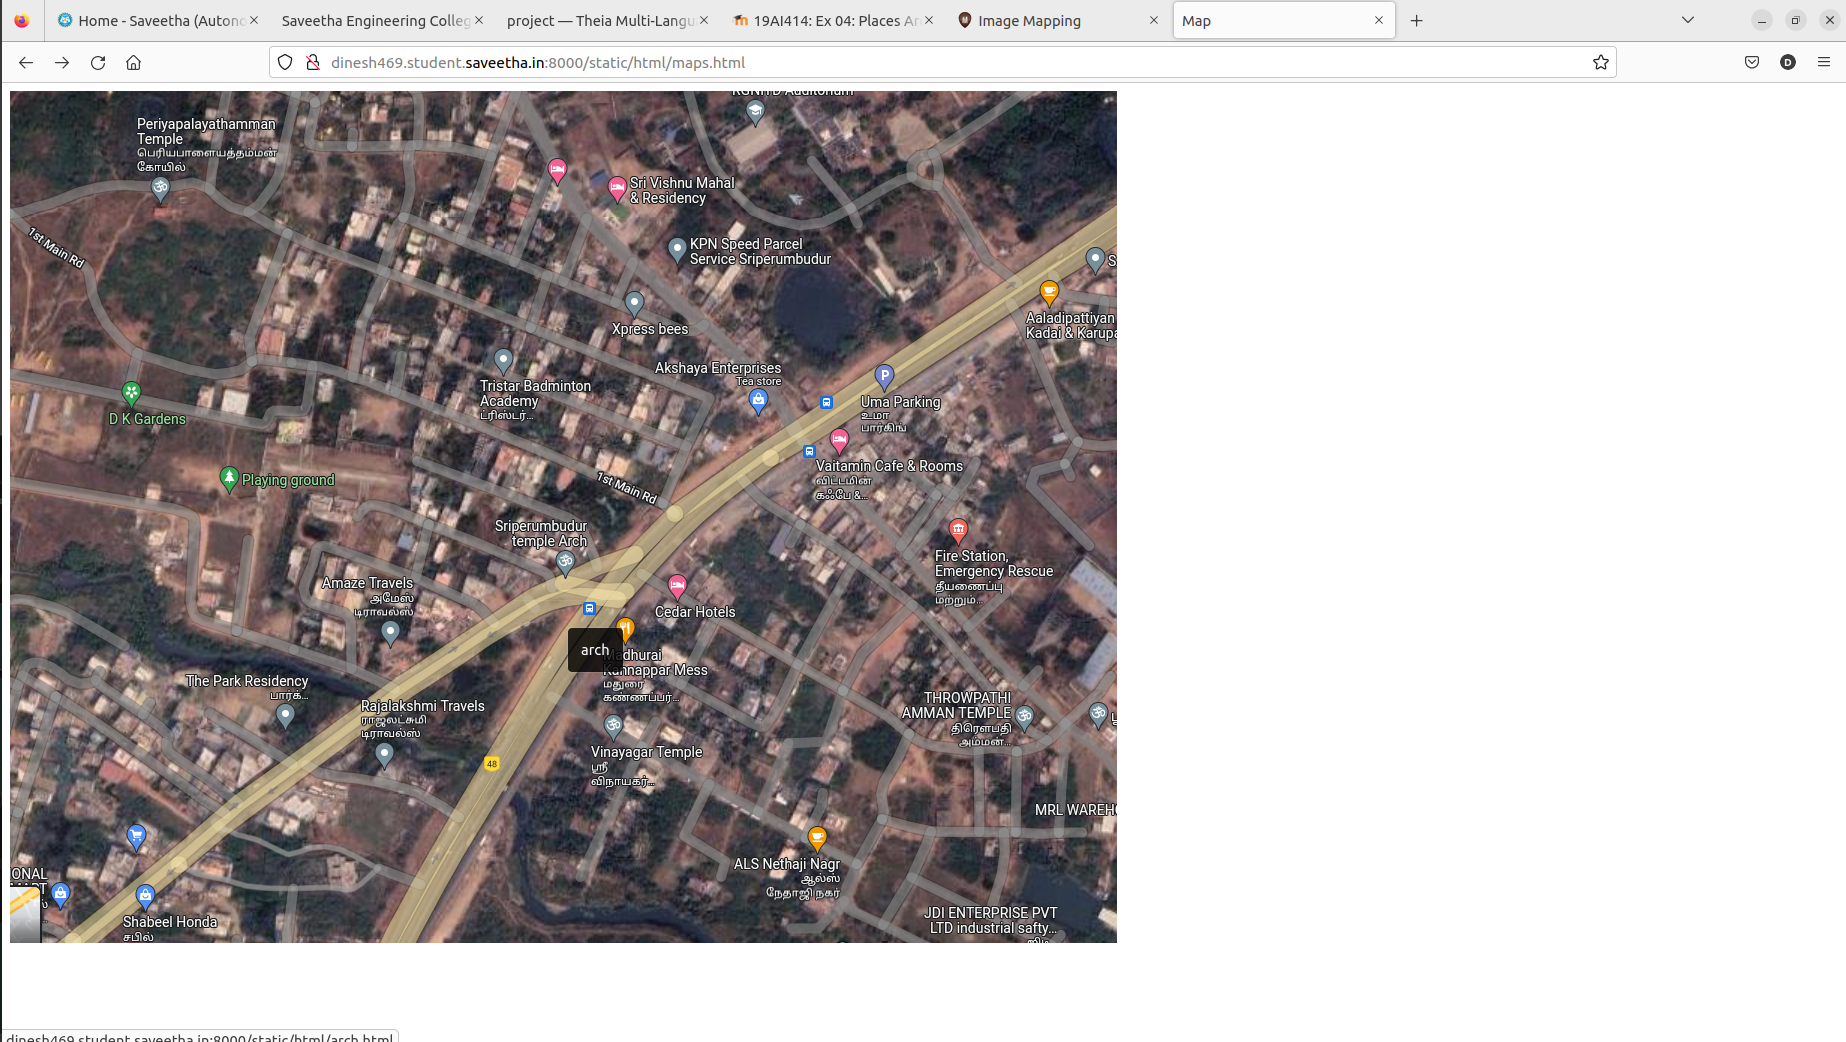 Home - Saveetha (Autono
Saveetha Engineering Colleg
project — Theia Multi-Langu
19AI414: Ex 04: Places Ar
Image Mapping
Map
dinesh469.student.saveetha.in:8000/static/html/maps.html
D
RGNIYD Auditorium
Periyapalayathamman
Temple
பெரியபாளையத்தம்மன்
கோயில்
Sri Vishnu Mahal
& Residency
1st Main Rd
KPN Speed Parcel
Service Sriperumbudur
S
Xpress bees
Aaladipattiyan
Kadai & Karupa
Akshaya Enterprises
Tea store
P
Tristar Badminton
Academy
ட்ரிஸ்டர்...
Uma Parking
உமா
பார்கிங்
D K Gardens
Vaitamin Cafe & Rooms
விட்டமின்
கஃபே &...
Playing ground
1st Main Rd
Sriperumbudur
temple Arch
Fire Station,
Emergency Rescue
தீயணைப்பு
மற்றும்...
Amaze Travels
அமேஸ்
டிராவல்ஸ்
Cedar Hotels
arch
Madhurai
Kannappar Mess
மதுரை
கண்ணப்பர்...
The Park Residency
பார்க்...
Rajalakshmi Travels
ராஜலட்சுமி
டிராவல்ஸ்
THROWPATHI
AMMAN TEMPLE
திரௌபதி
அம்மன்...
Vinayagar Temple
ஸ்ரீ
விநாயகர்...
48
MRL WAREH
ALS Nethaji Nagr
ஆல்ஸ்
நேதாஜி நகர்
ONAL
MART
Shabeel Honda
சபில்
JDI ENTERPRISE PVT
LTD industrial safty...
dinesh469.student.saveetha.in:8000/static/html/arch.html